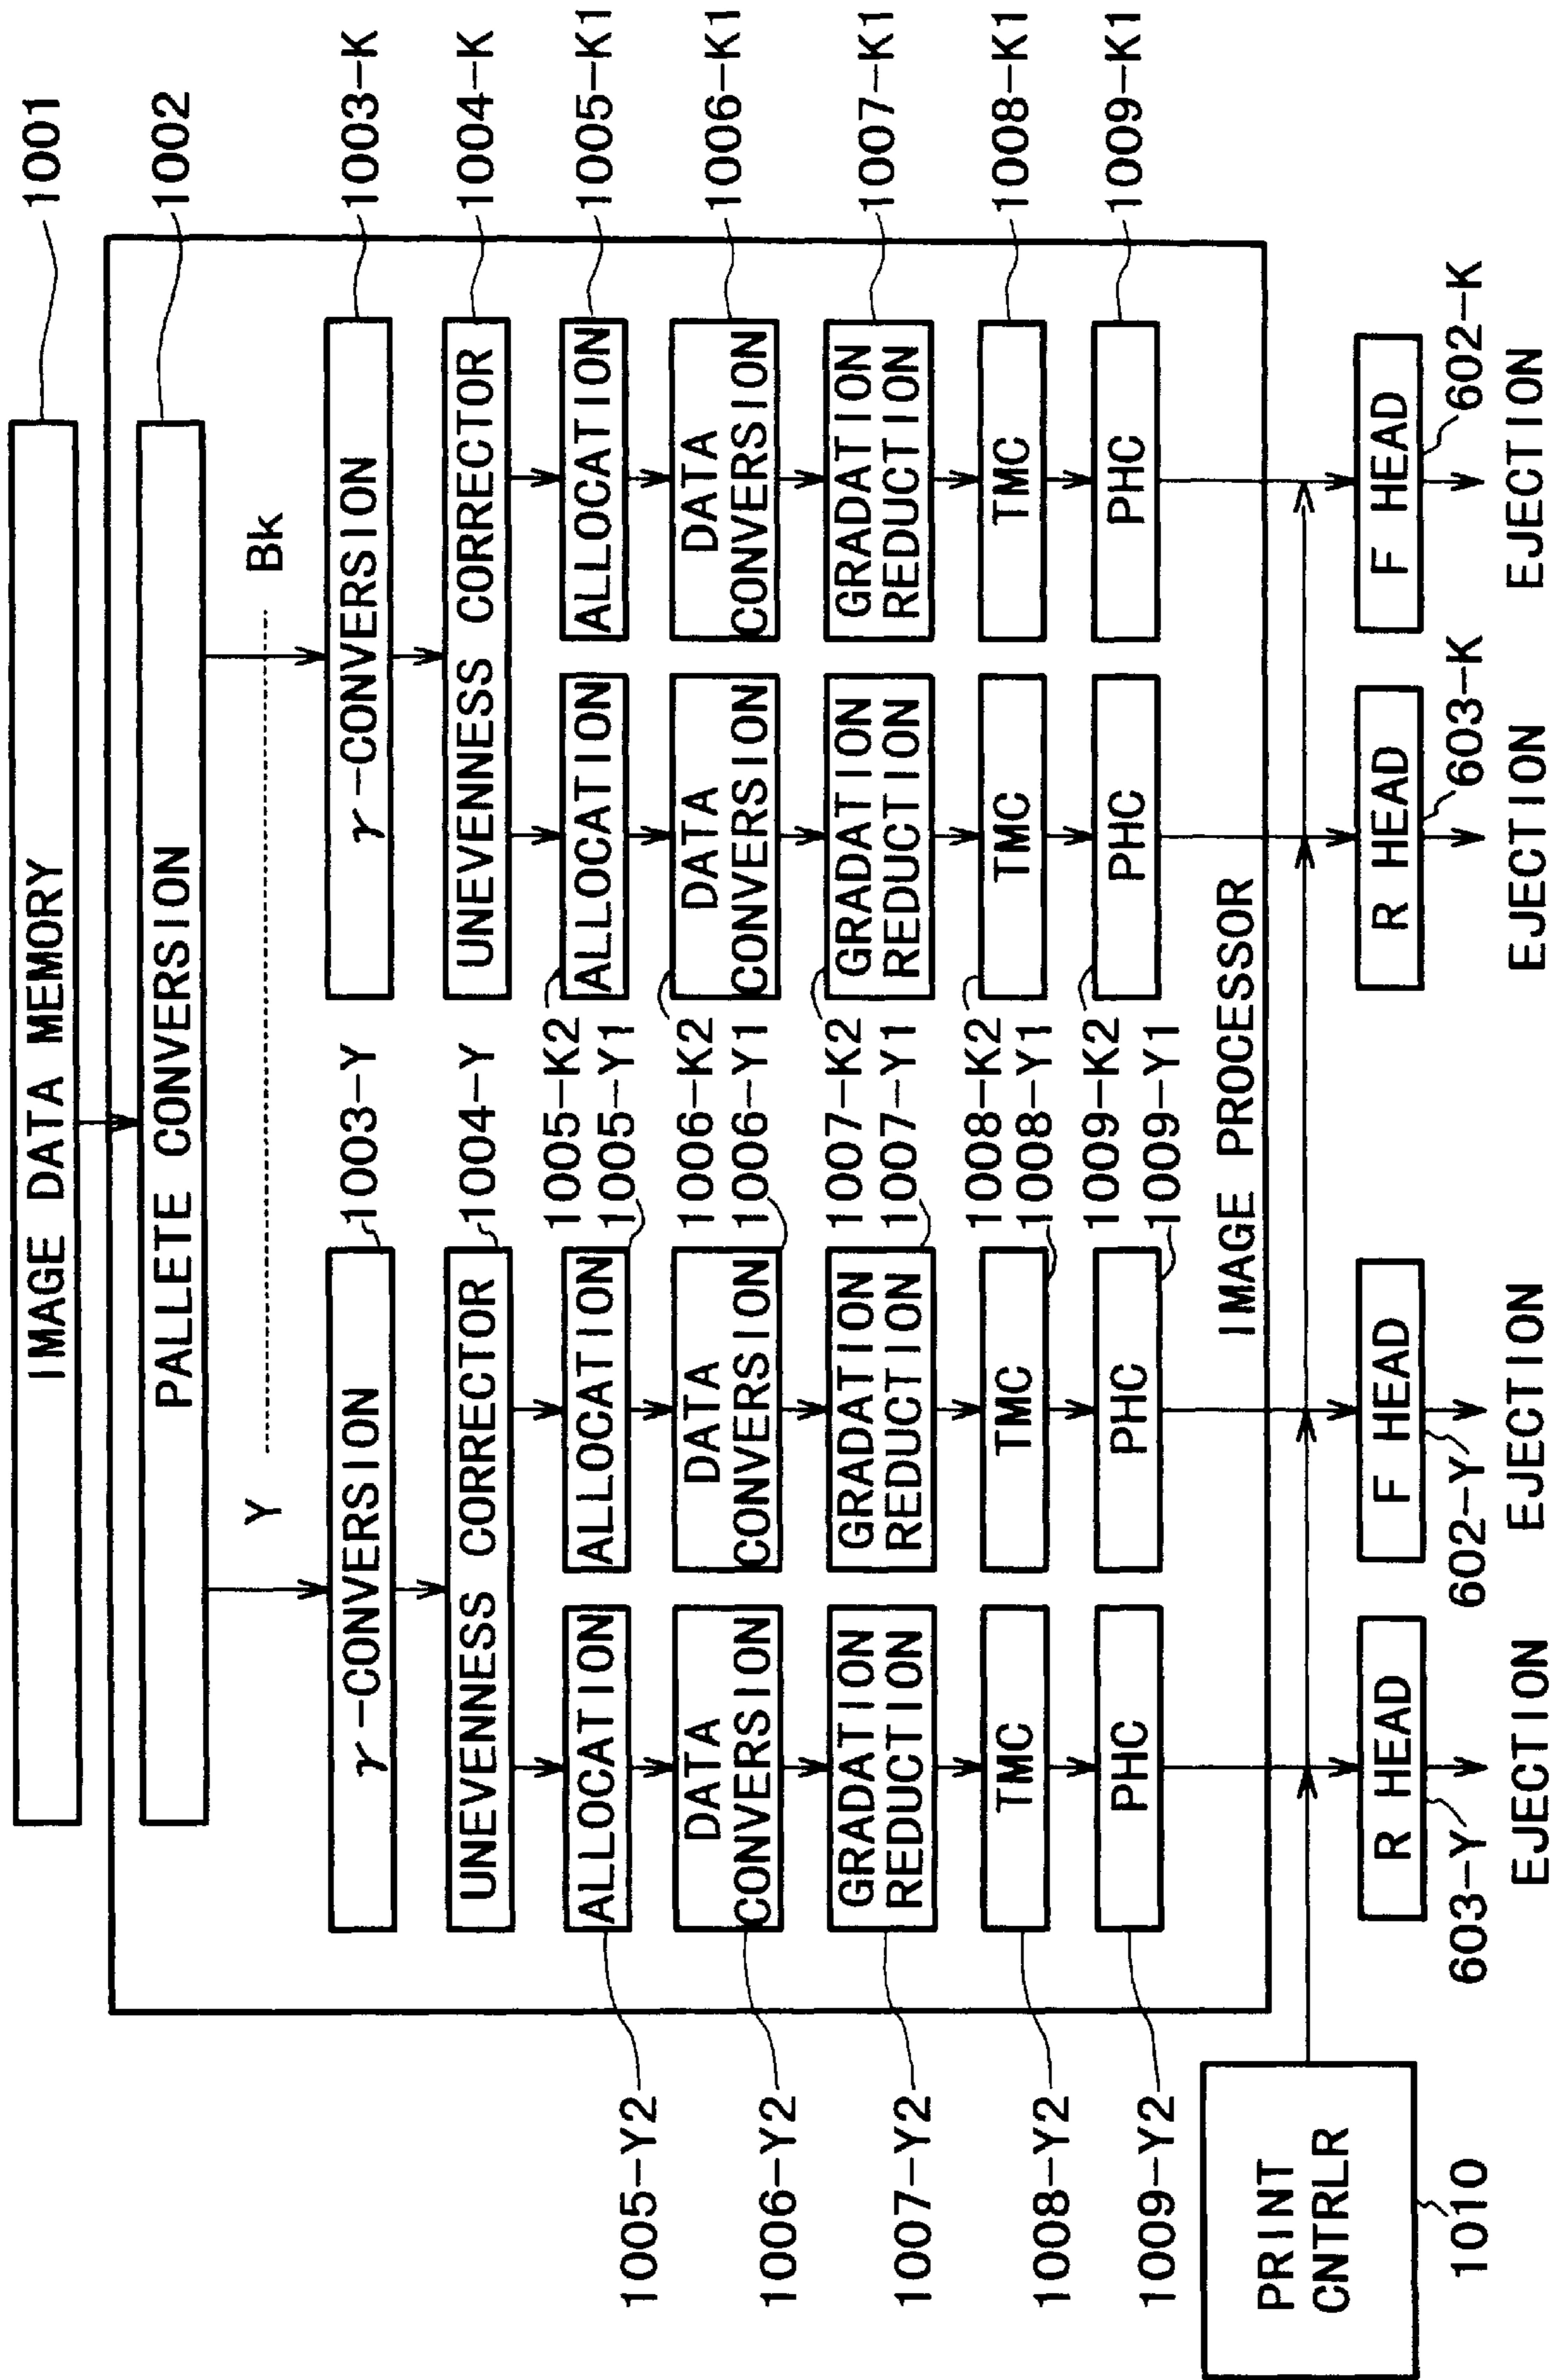 IMAGE DATA MEMORY
1001
PALLETE CONVERSION
1002
Y
Bk
γ-CONVERSION
1003-Y
γ-CONVERSION
1003-K
UNEVENNESS CORRECTOR
1004-Y
UNEVENNESS CORRECTOR
1004-K
1005-Y2
ALLOCATION
ALLOCATION
1005-K2
1005-Y1
ALLOCATION
ALLOCATION
1005-K1
1006-Y2
DATA
CONVERSION
DATA
CONVERSION
1006-K2
1006-Y1
DATA
CONVERSION
DATA
CONVERSION
1006-K1
1007-Y2
GRADATION
REDUCTION
GRADATION
REDUCTION
1007-K2
1007-Y1
GRADATION
REDUCTION
GRADATION
REDUCTION
1007-K1
1008-Y2
TMC
TMC
1008-K2
1008-Y1
TMC
TMC
1008-K1
1009-Y2
PHC
PHC
1009-K2
1009-Y1
PHC
PHC
1009-K1
IMAGE PROCESSOR
PRINT
CNTRLR
1010
R HEAD
603-Y
F HEAD
602-Y
R HEAD
603-K
F HEAD
602-K
EJECTION
EJECTION
EJECTION
EJECTION